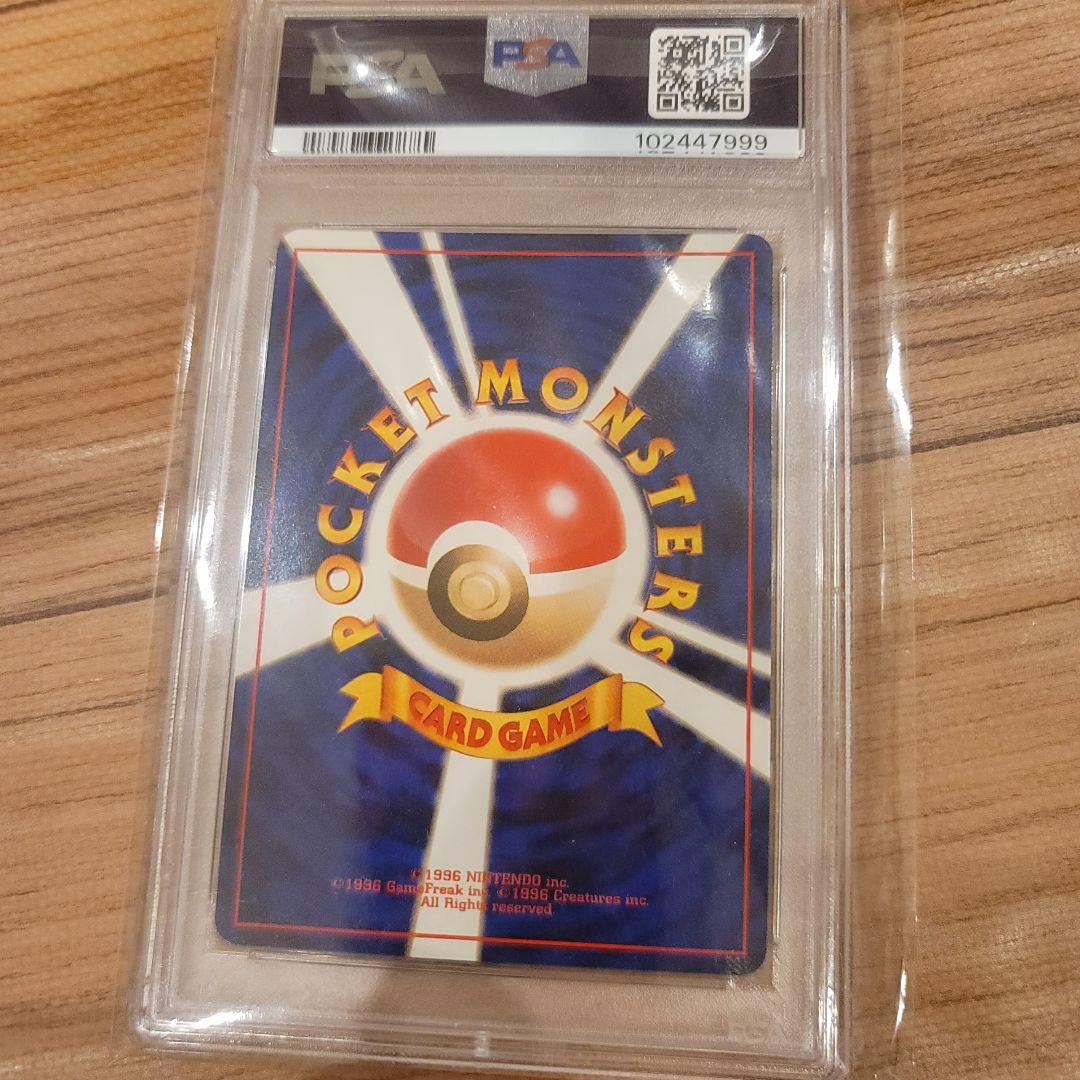 PSA
PSA
102447999
POCKET MONSTERS
CARD GAME
©1996 NINTENDO inc.
©1996 GameFreak inc. ©1996 Creatures inc.
All Rights reserved.